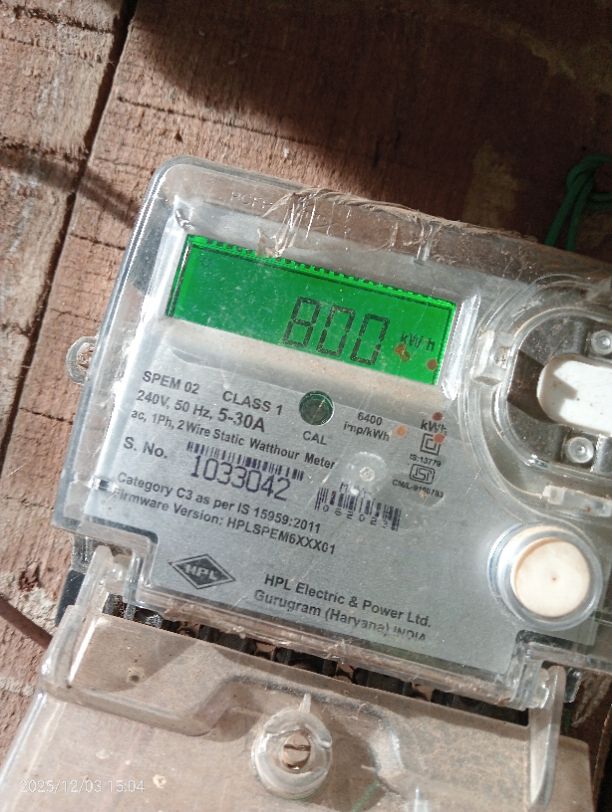 800 kWh
SPEM 02 CLASS 1
240V, 50 Hz, 5-30A
ac, 1Ph, 2Wire Static Watthour Meter
CAL
6400
imp/kWh
kWh
IS:13779
S. No.
1033042
Category C3 as per IS 15959:2011
Firmware Version: HPLSPEM6XXX01
HPL
HPL Electric & Power Ltd.
Gurugram (Haryana) INDIA
2025/12/03 15:04